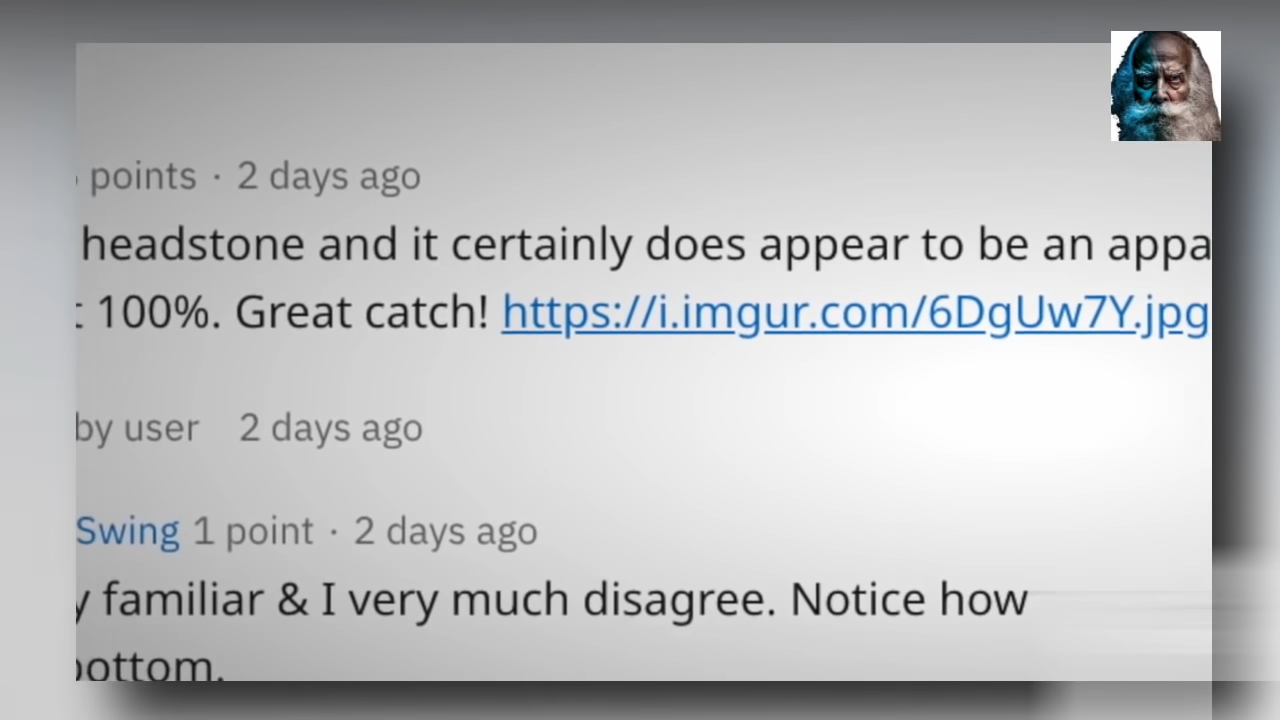 points · 2 days ago
headstone and it certainly does appear to be an appa
100%. Great catch! https://i.imgur.com/6DgUw7Y.jpg
by user 2 days ago
Swing 1 point · 2 days ago
y familiar & I very much disagree. Notice how
bottom.